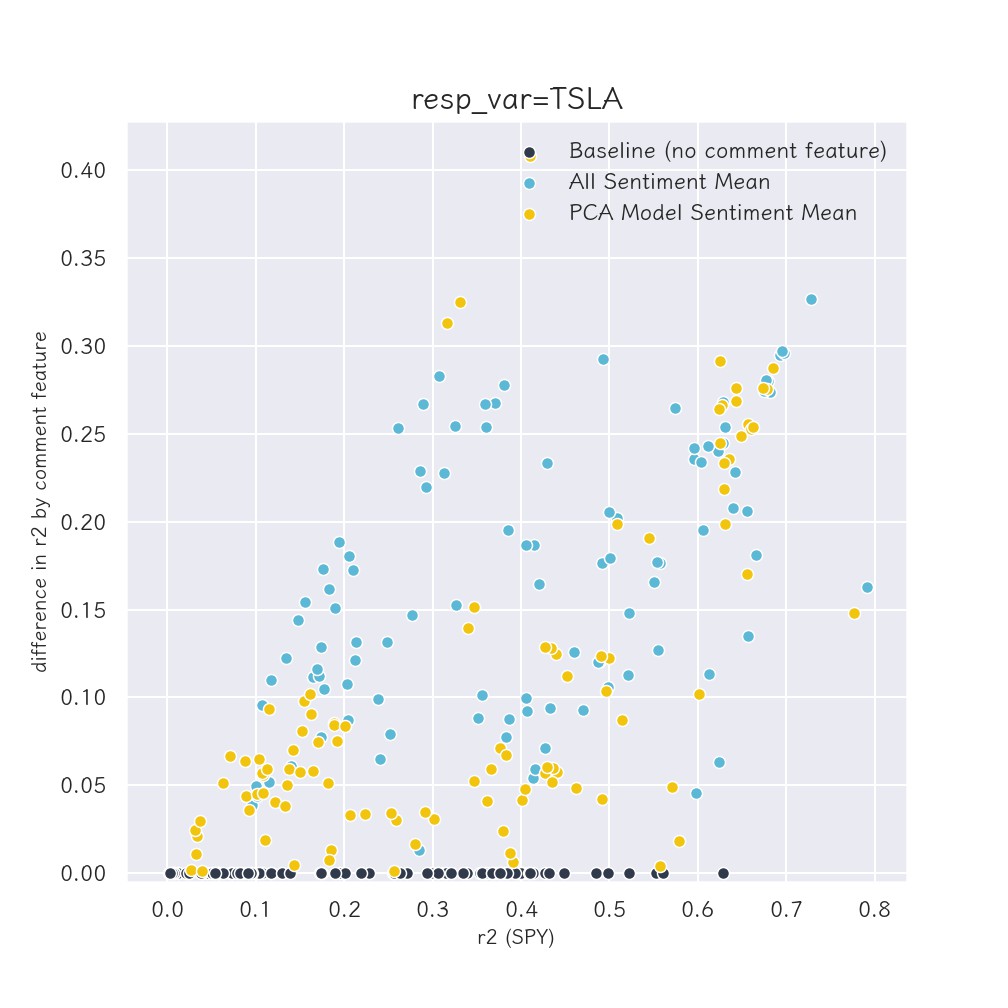 resp_var=TSLA
Baseline (no comment feature)
All Sentiment Mean
PCA Model Sentiment Mean
0.40
0.35
0.30
0.25
0.20
0.15
0.10
0.05
0.00
difference in r2 by comment feature
0.0 0.1 0.2 0.3 0.4 0.5 0.6 0.7 0.8
r2 (SPY)